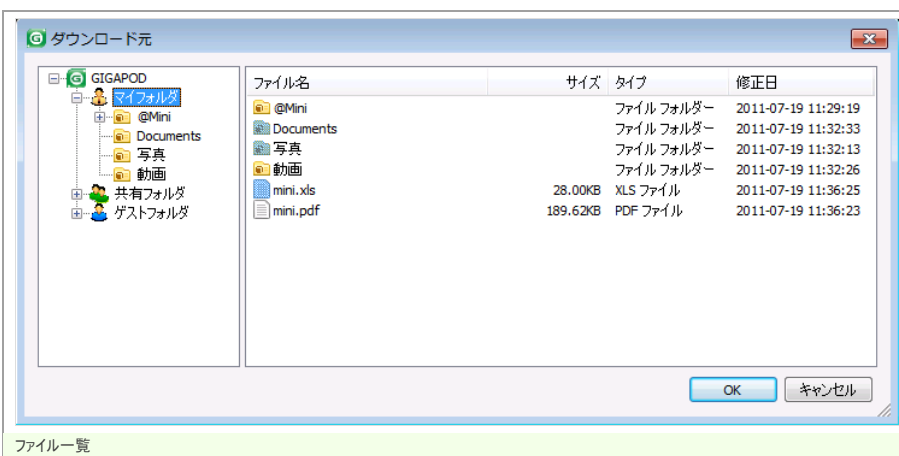 ダウンロード元
GIGAPOD
マイフォルダ
@Mini
Documents
写真
動画
共有フォルダ
ゲストフォルダ
ファイル名 サイズ タイプ 修正日
@Mini ファイル フォルダー 2011-07-19 11:29:19
Documents ファイル フォルダー 2011-07-19 11:32:33
写真 ファイル フォルダー 2011-07-19 11:32:13
動画 ファイル フォルダー 2011-07-19 11:32:26
mini.xls 28.00KB XLS ファイル 2011-07-19 11:36:25
mini.pdf 189.62KB PDF ファイル 2011-07-19 11:36:23
OK キャンセル
ファイル一覧